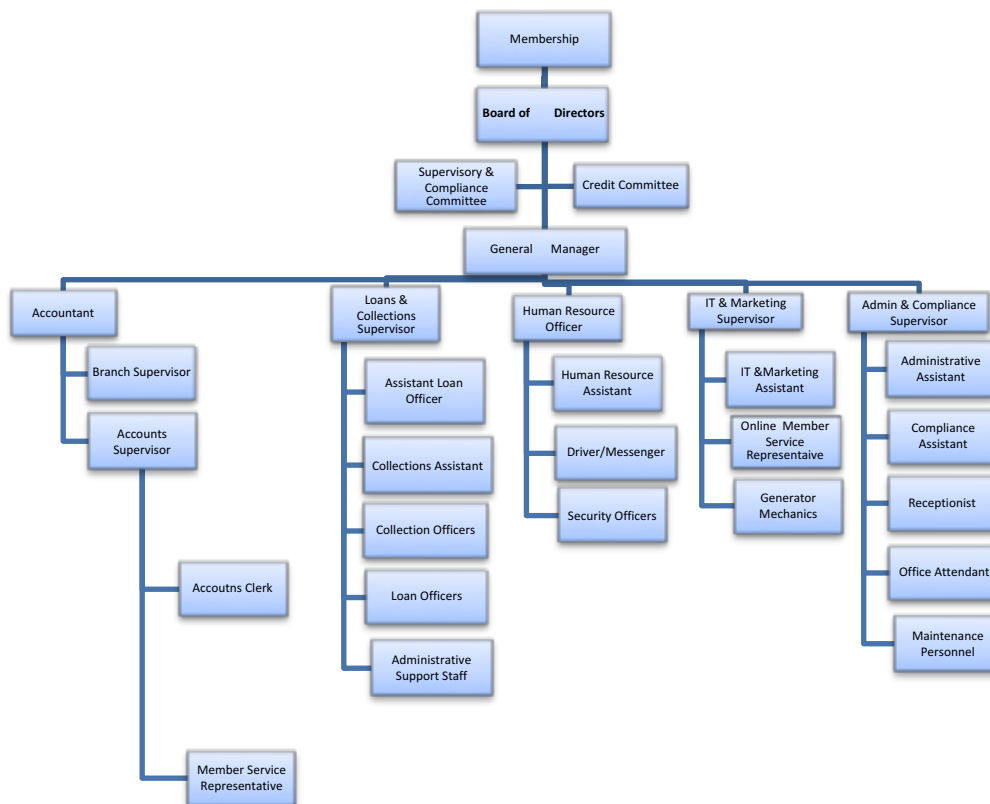 Membership
Board of Directors
Supervisory &
Compliance
Committee
Credit Committee
General Manager
Accountant
Branch Supervisor
Accounts
Supervisor
Accoutns Clerk
Member Service
Representative
Loans &
Collections
Supervisor
Assistant Loan
Officer
Collections Assistant
Collection Officers
Loan Officers
Administrative
Support Staff
Human Resource
Officer
Human Resource
Assistant
Driver/Messenger
Security Officers
IT & Marketing
Supervisor
IT &Marketing
Assistant
Online Member
Service
Representaive
Generator
Mechanics
Admin & Compliance
Supervisor
Administrative
Assistant
Compliance
Assistant
Receptionist
Office Attendant
Maintenance
Personnel